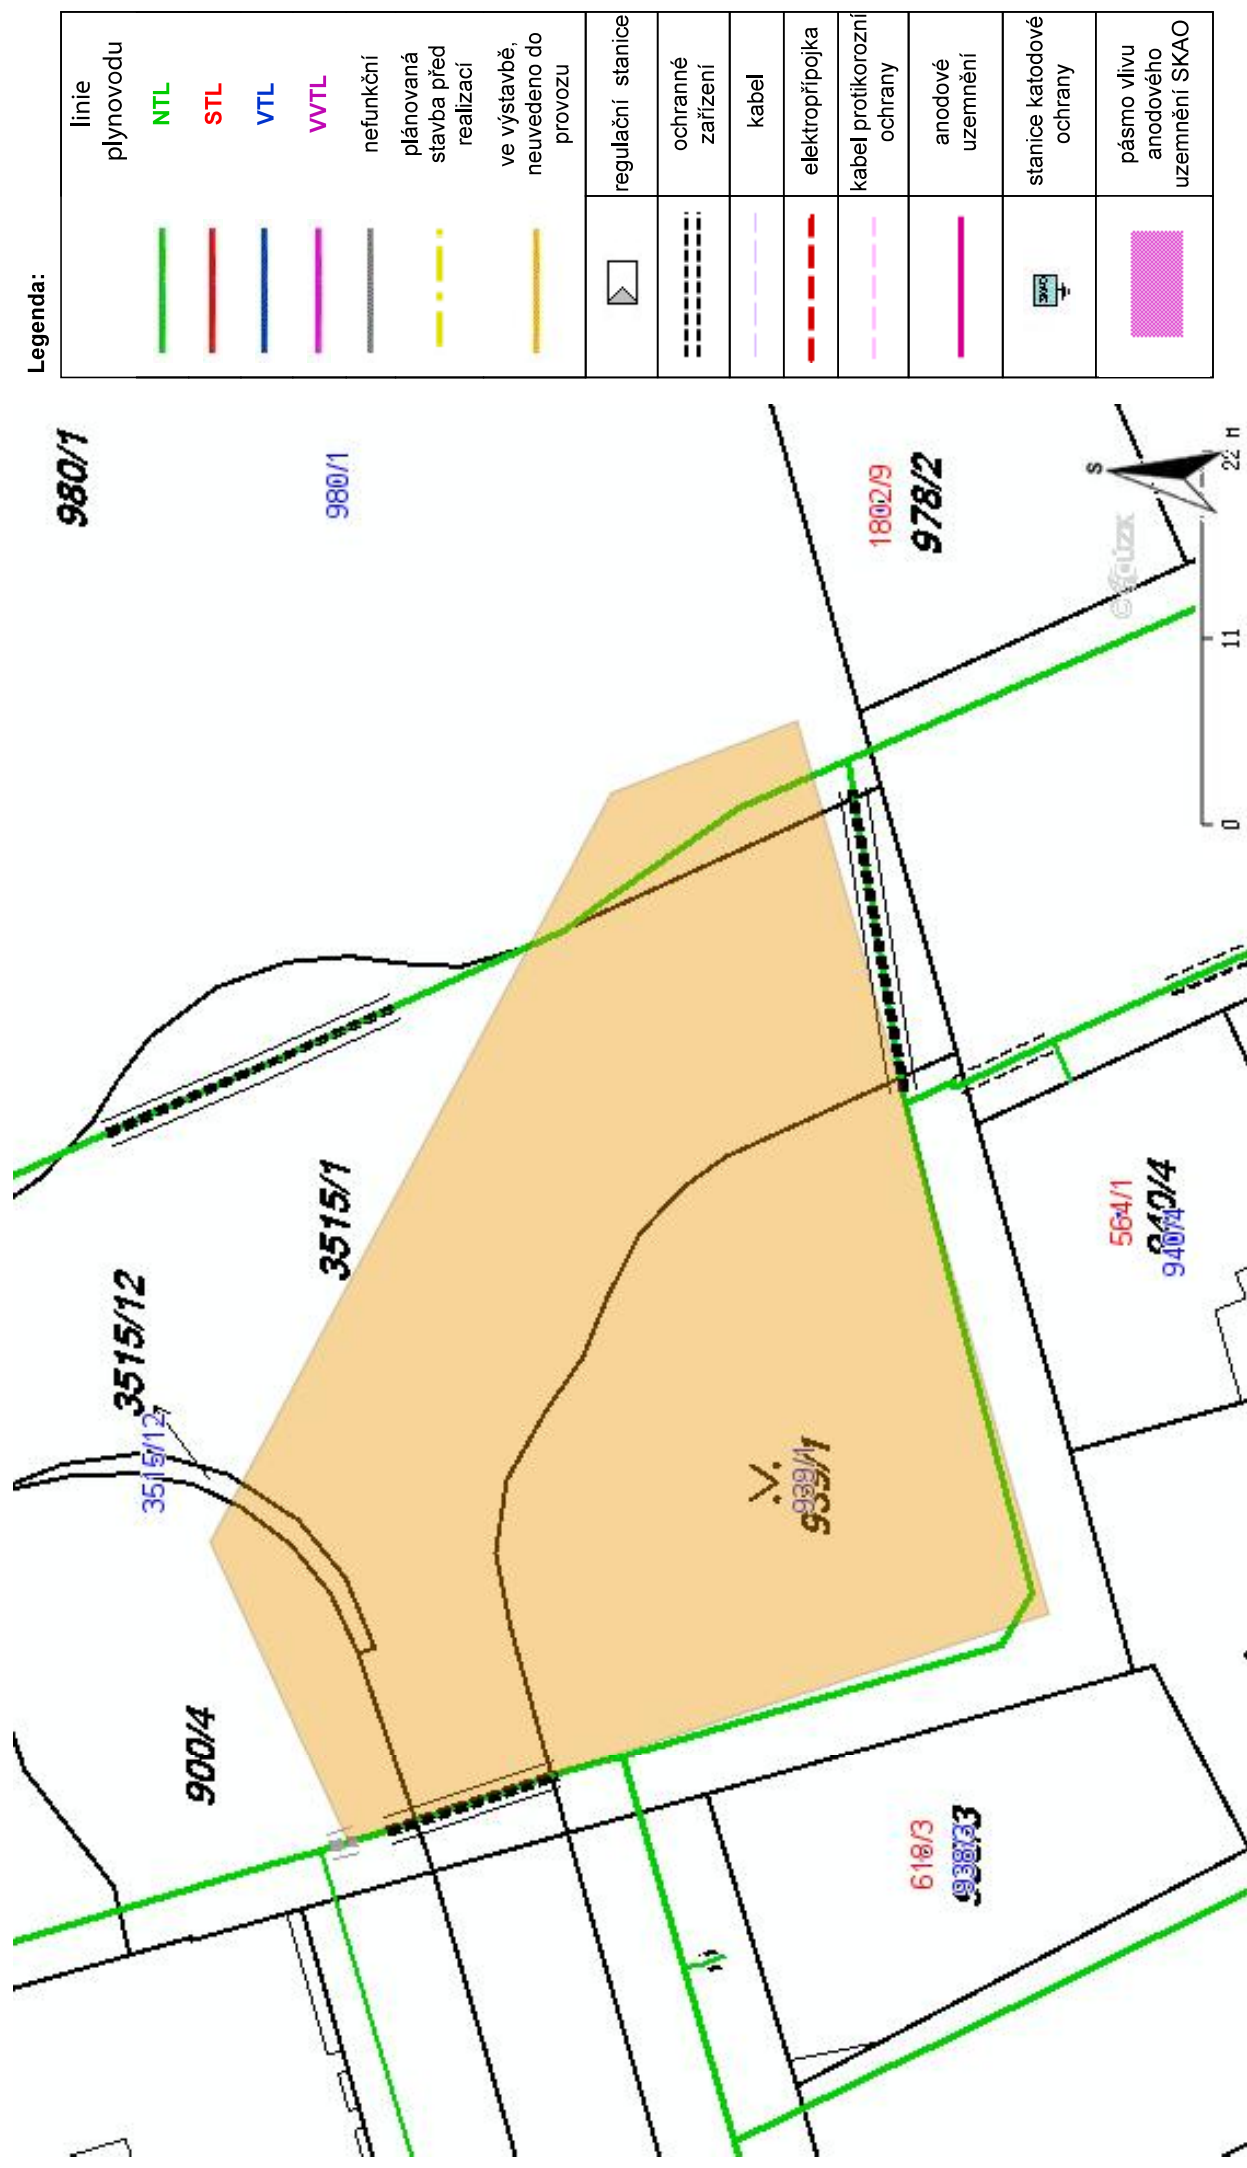 Legenda:
linie
plynovodu
NTL
STL
VTL
VVTL
nefunkční
plánovaná
stavba před
realizací
ve výstavbě,
neuvedeno do
provozu
regulační stanice
ochranné
zařízení
kabel
elektropřípojka
kabel protikorozní
ochrany
anodové
uzemnění
SKAO
stanice katodové
ochrany
pásmo vlivu
anodového
uzemnění SKAO
980/1
980/1
1802/9
978/2
S
0
11
22 M
3515/1
3515/12
3515/12
900/4
939/1
939/1
564/1
940/4
940/4
618/3
938/3